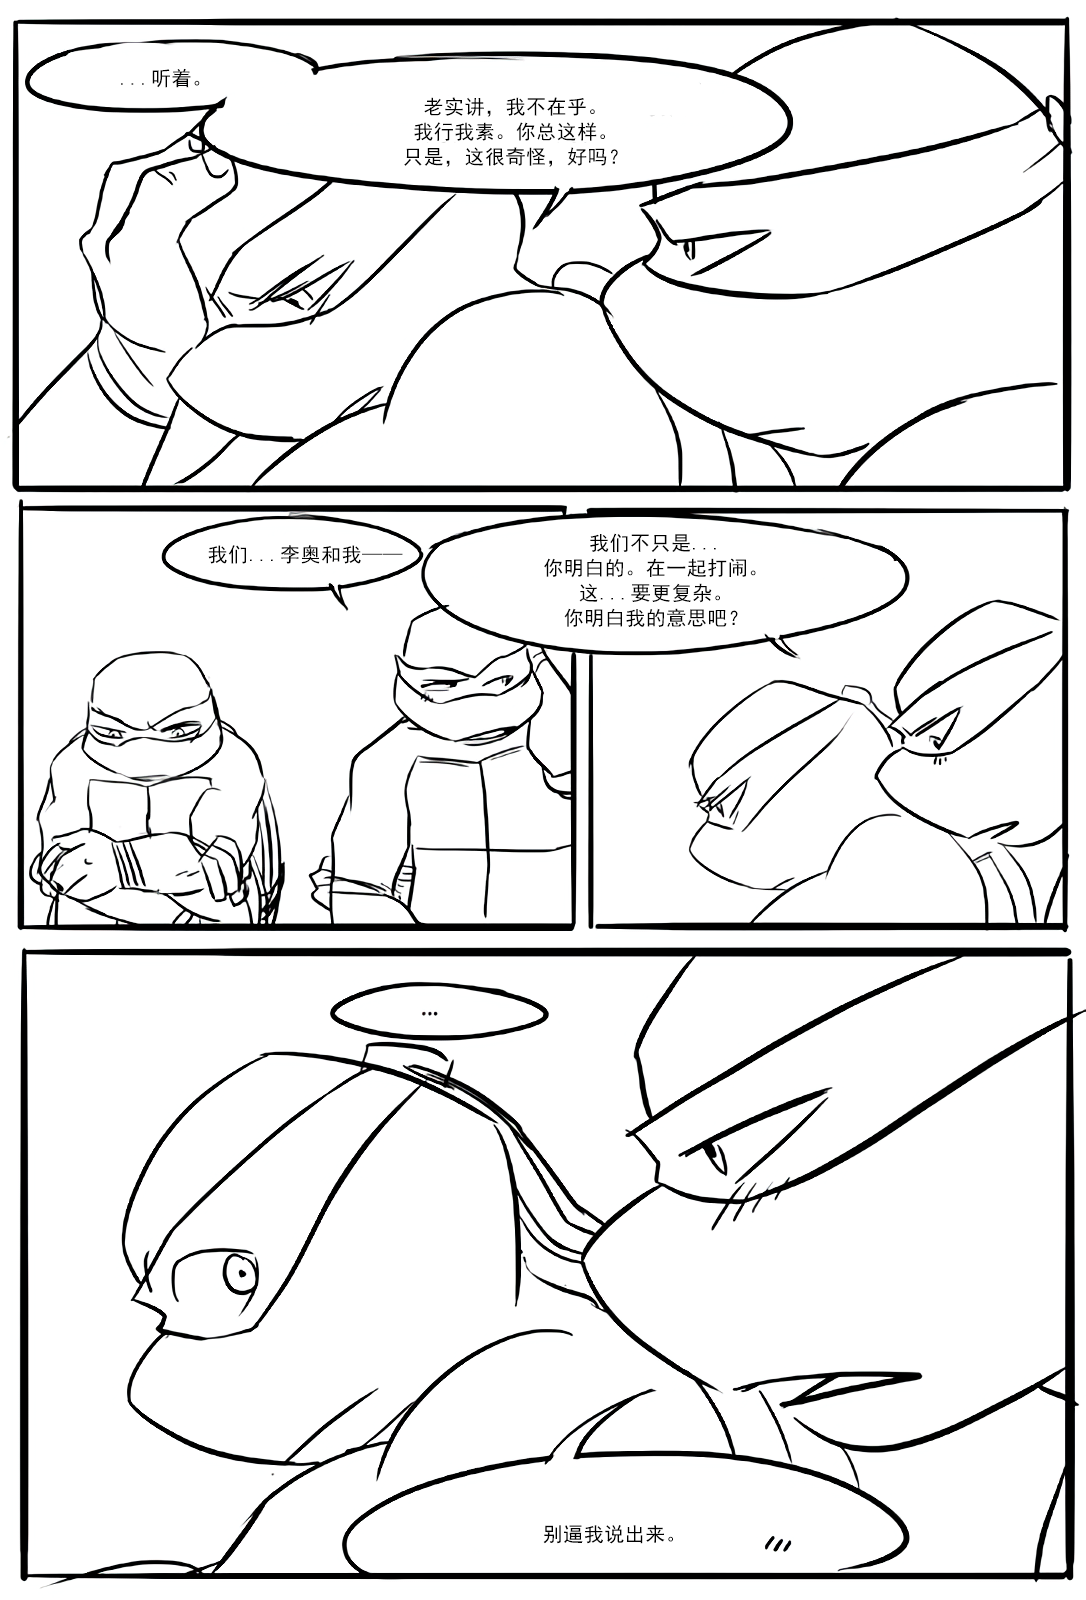 ...听着。
老实讲，我不在乎。
我行我素。你总这样。
只是，这很奇怪，好吗？
我们...李奥和我——
我们不只是...
你明白的。在一起打闹。
这...要更复杂。
你明白我的意思吧？
...
别逼我说出来。